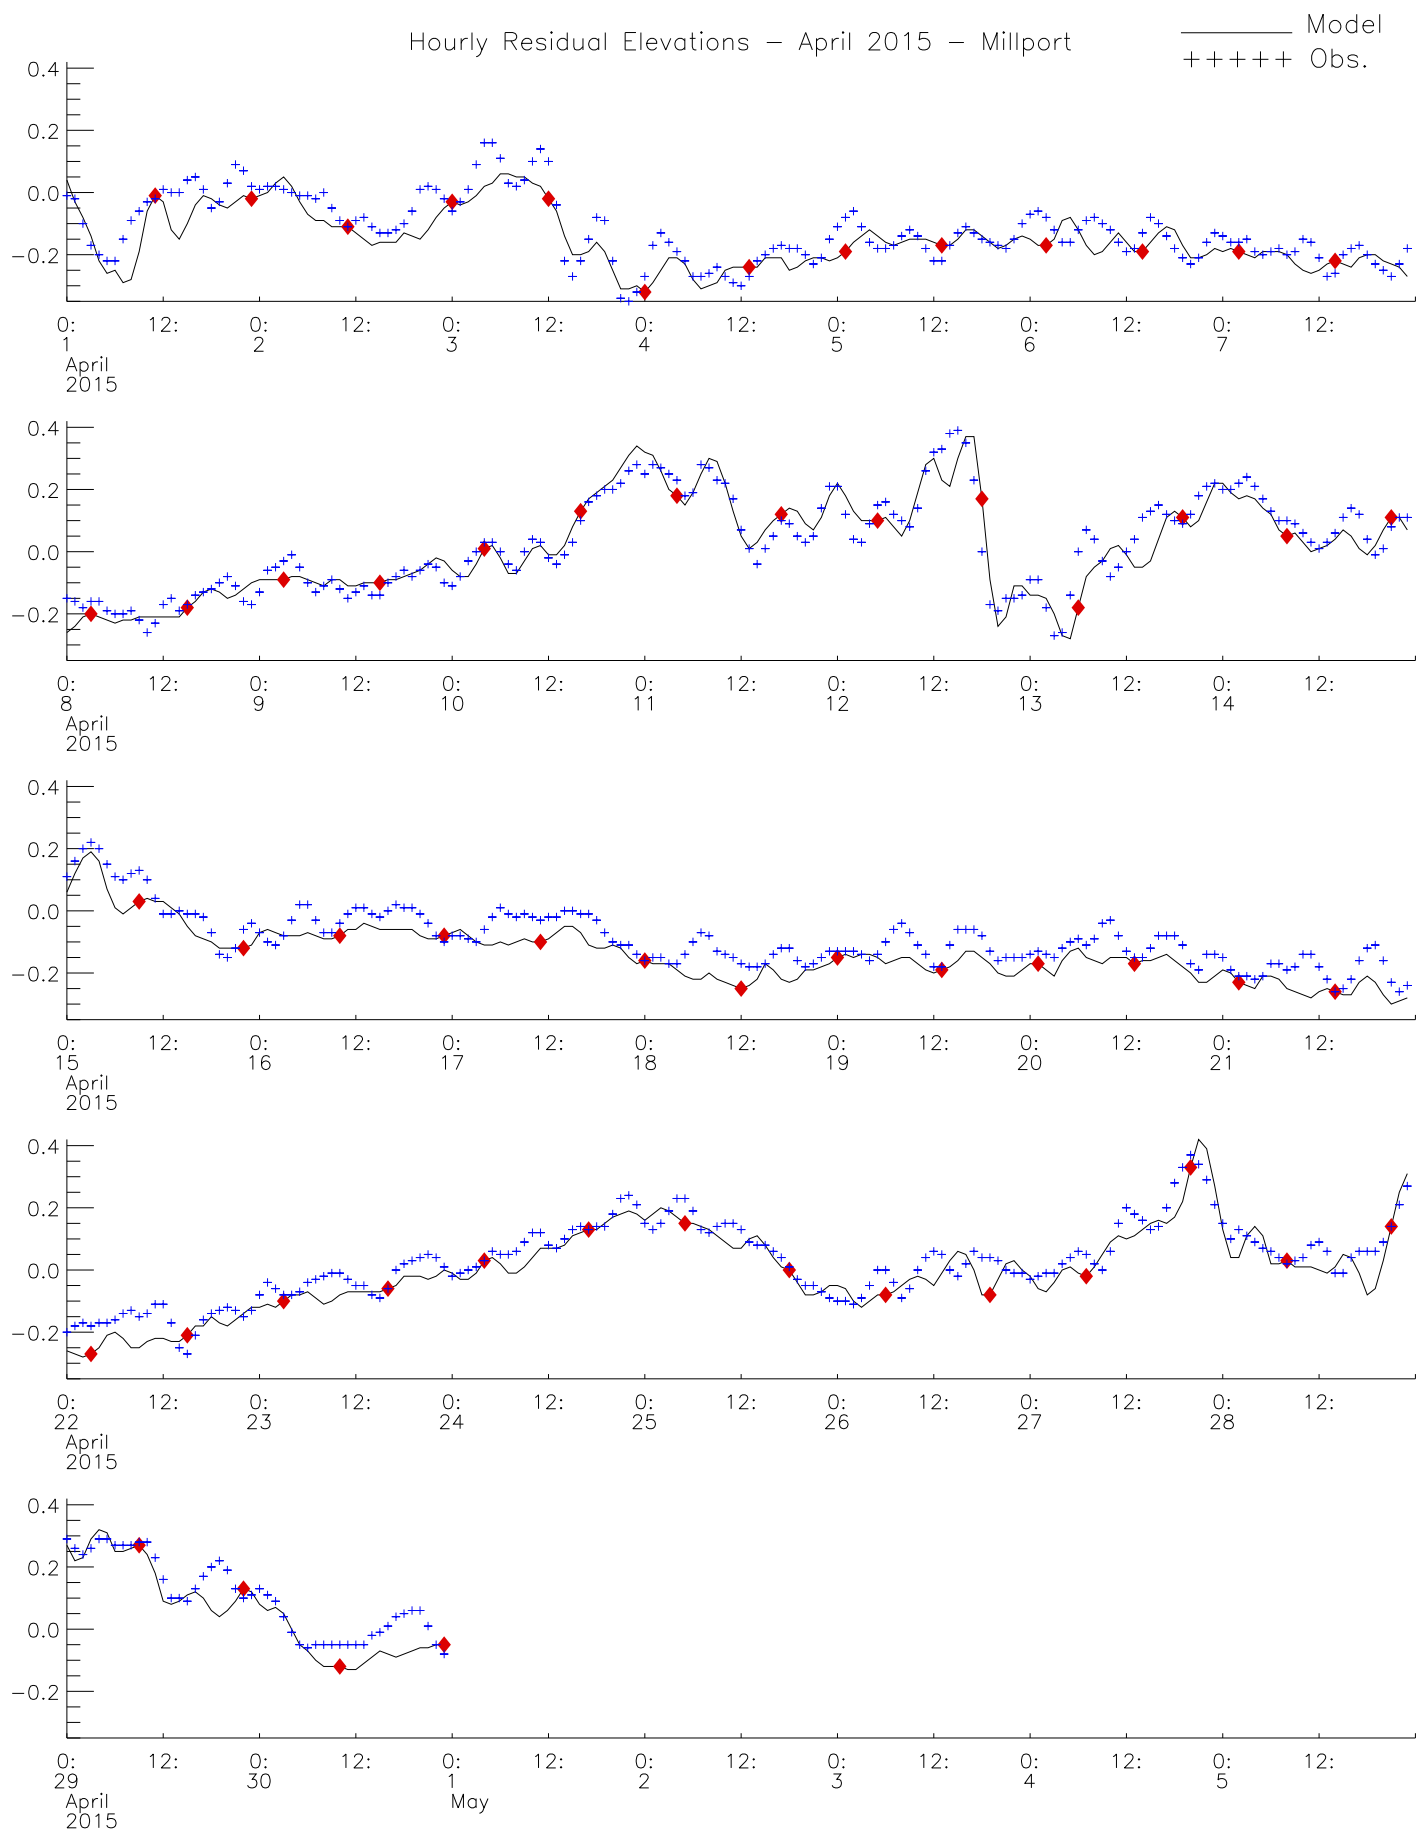 Hourly Residual Elevations – April 2015 – Millport
Model
+++++ Obs.
0.4
0.2
0.0
−0.2
0: 12: 0: 12: 0: 12: 0: 12: 0: 12: 0: 12: 0: 12:
1 2 3 4 5 6 7
April
2015
0.4
0.2
0.0
−0.2
0: 12: 0: 12: 0: 12: 0: 12: 0: 12: 0: 12: 0: 12:
8 9 10 11 12 13 14
April
2015
0.4
0.2
0.0
−0.2
0: 12: 0: 12: 0: 12: 0: 12: 0: 12: 0: 12: 0: 12:
15 16 17 18 19 20 21
April
2015
0.4
0.2
0.0
−0.2
0: 12: 0: 12: 0: 12: 0: 12: 0: 12: 0: 12: 0: 12:
22 23 24 25 26 27 28
April
2015
0.4
0.2
0.0
−0.2
0: 12: 0: 12: 0: 12: 0: 12: 0: 12: 0: 12: 0: 12:
29 30 1 2 3 4 5
April May
2015